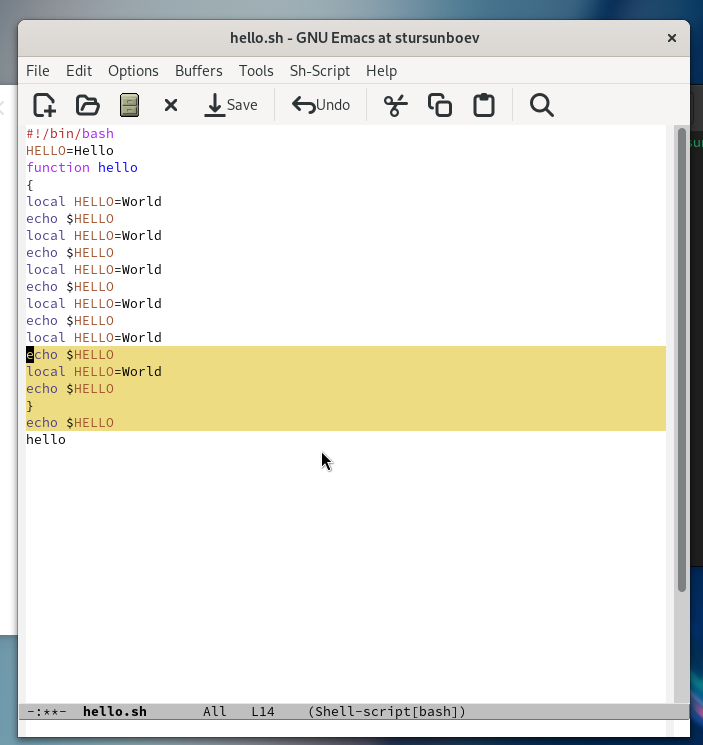 hello.sh - GNU Emacs at stursunboev ×
File Edit Options Buffers Tools Sh-Script Help
Save Undo
#!/bin/bash
HELLO=Hello
function hello
{
local HELLO=World
echo $HELLO
local HELLO=World
echo $HELLO
local HELLO=World
echo $HELLO
local HELLO=World
echo $HELLO
local HELLO=World
echo $HELLO
local HELLO=World
echo $HELLO
}
echo $HELLO
hello
-:**- hello.sh All L14 (Shell-script[bash])